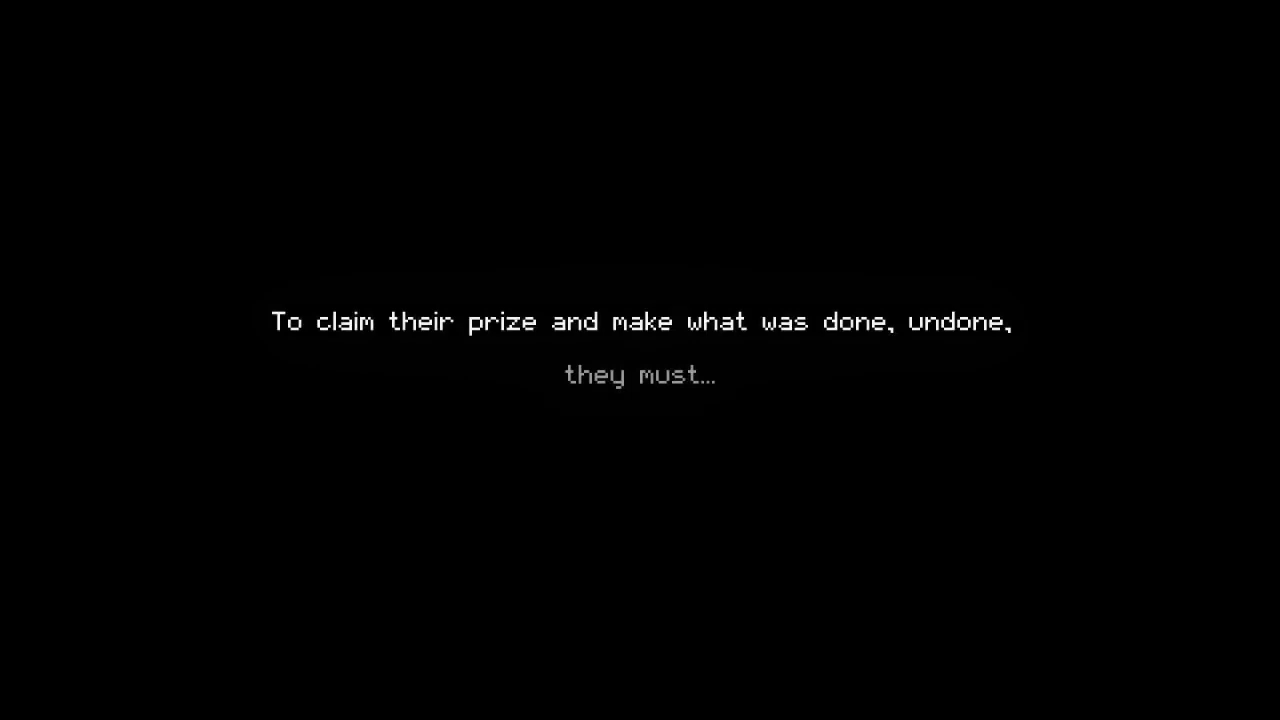 To claim their prize and make what was done, undone,
they must...